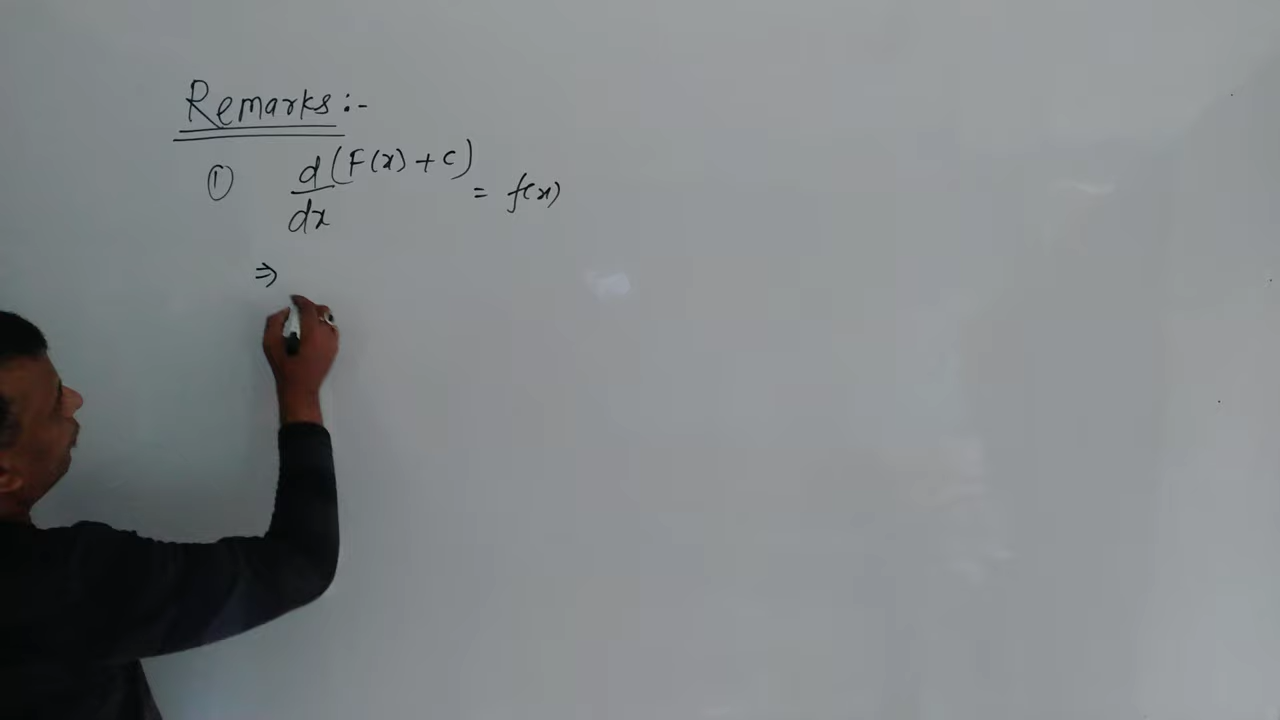 Remarks :-
① d/dx (F(x) + c) = f(x)
⇒